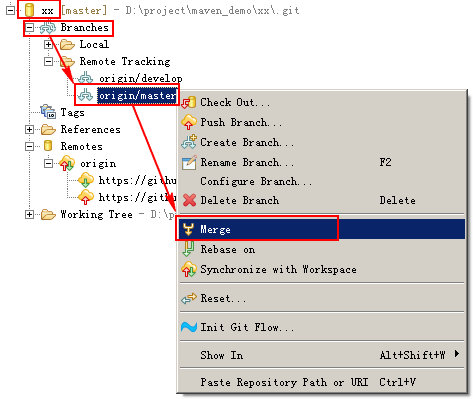 xx [master] - D:\project\maven_demo\xx\.git
Branches
Local
Remote Tracking
origin/develop
origin/master
Tags
References
Remotes
origin
https://githu
https://githu
Working Tree - D:\p
Check Out...
Push Branch...
Create Branch...
Rename Branch... F2
Configure Branch...
Delete Branch Delete
Merge
Rebase on
Synchronize with Workspace
Reset...
Init Git Flow...
Show In Alt+Shift+W
Paste Repository Path or URI Ctrl+V